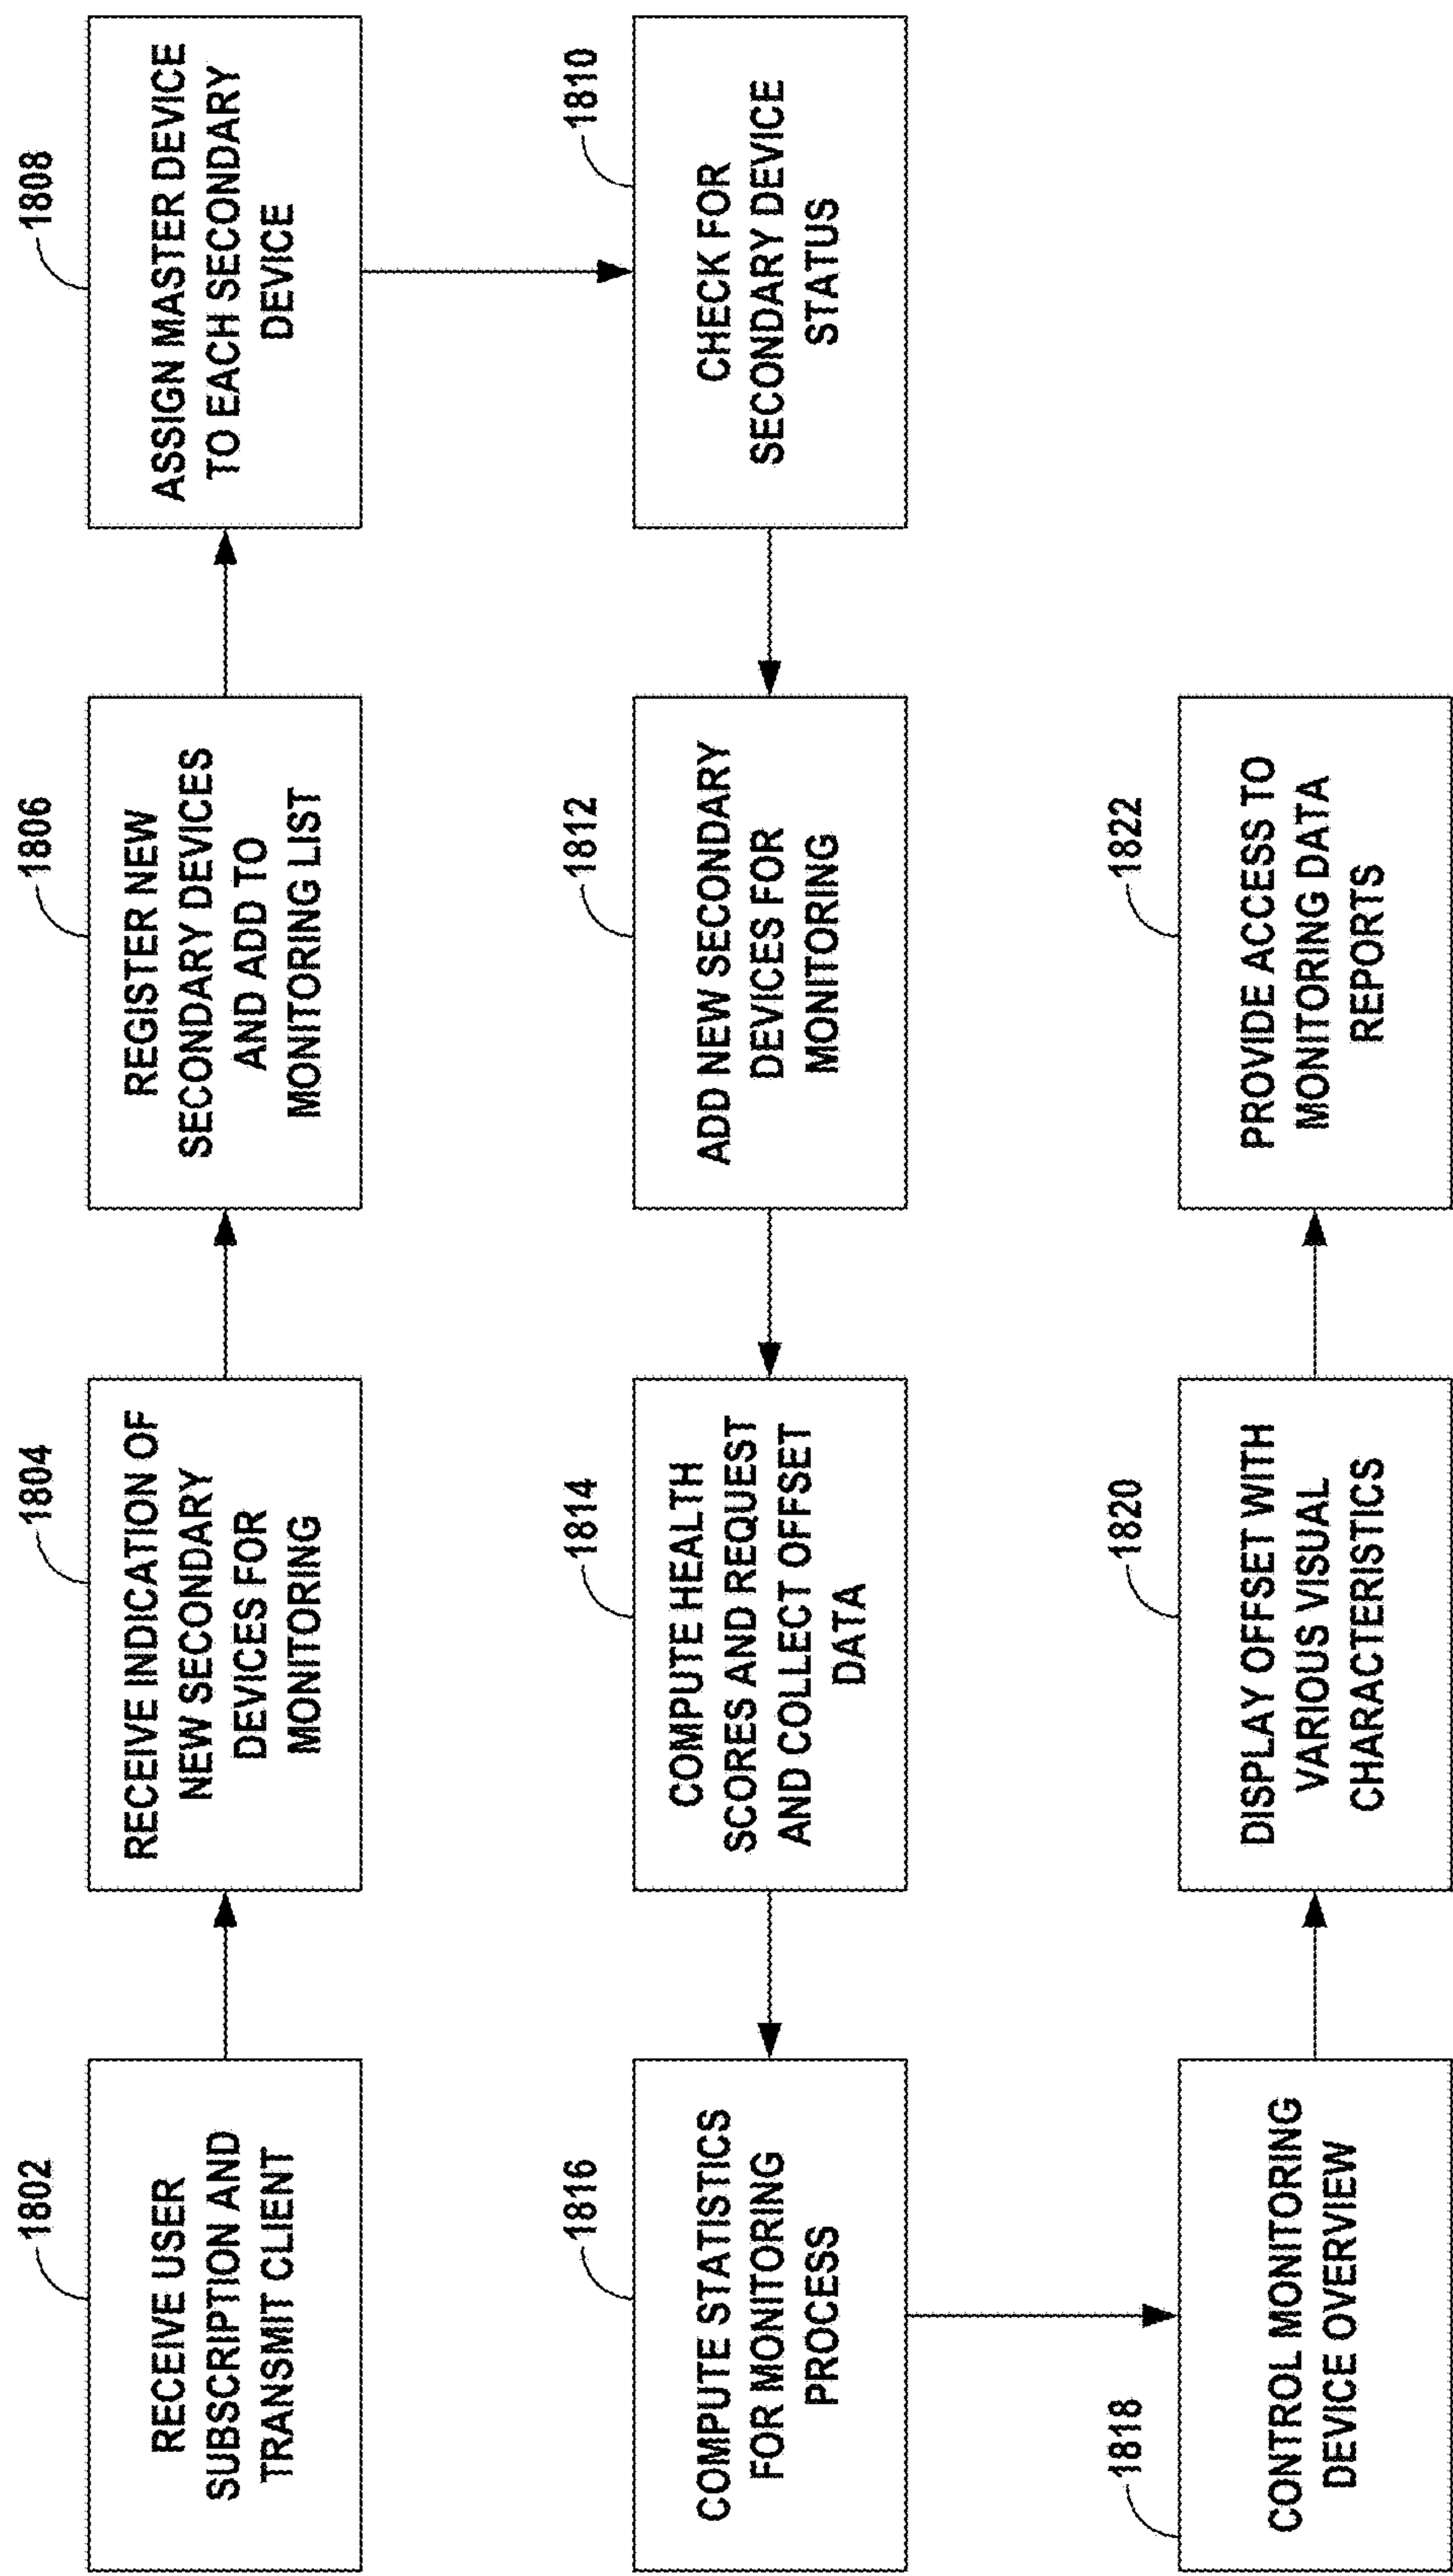 1802
RECEIVE USER
SUBSCRIPTION AND
TRANSMIT CLIENT
1804
RECEIVE INDICATION OF
NEW SECONDARY
DEVICES FOR
MONITORING
1806
REGISTER NEW
SECONDARY DEVICES
AND ADD TO
MONITORING LIST
1808
ASSIGN MASTER DEVICE
TO EACH SECONDARY
DEVICE
1810
CHECK FOR
SECONDARY DEVICE
STATUS
1812
ADD NEW SECONDARY
DEVICES FOR
MONITORING
1814
COMPUTE HEALTH
SCORES AND REQUEST
AND COLLECT OFFSET
DATA
1816
COMPUTE STATISTICS
FOR MONITORING
PROCESS
1818
CONTROL MONITORING
DEVICE OVERVIEW
1820
DISPLAY OFFSET WITH
VARIOUS VISUAL
CHARACTERISTICS
1822
PROVIDE ACCESS TO
MONITORING DATA
REPORTS